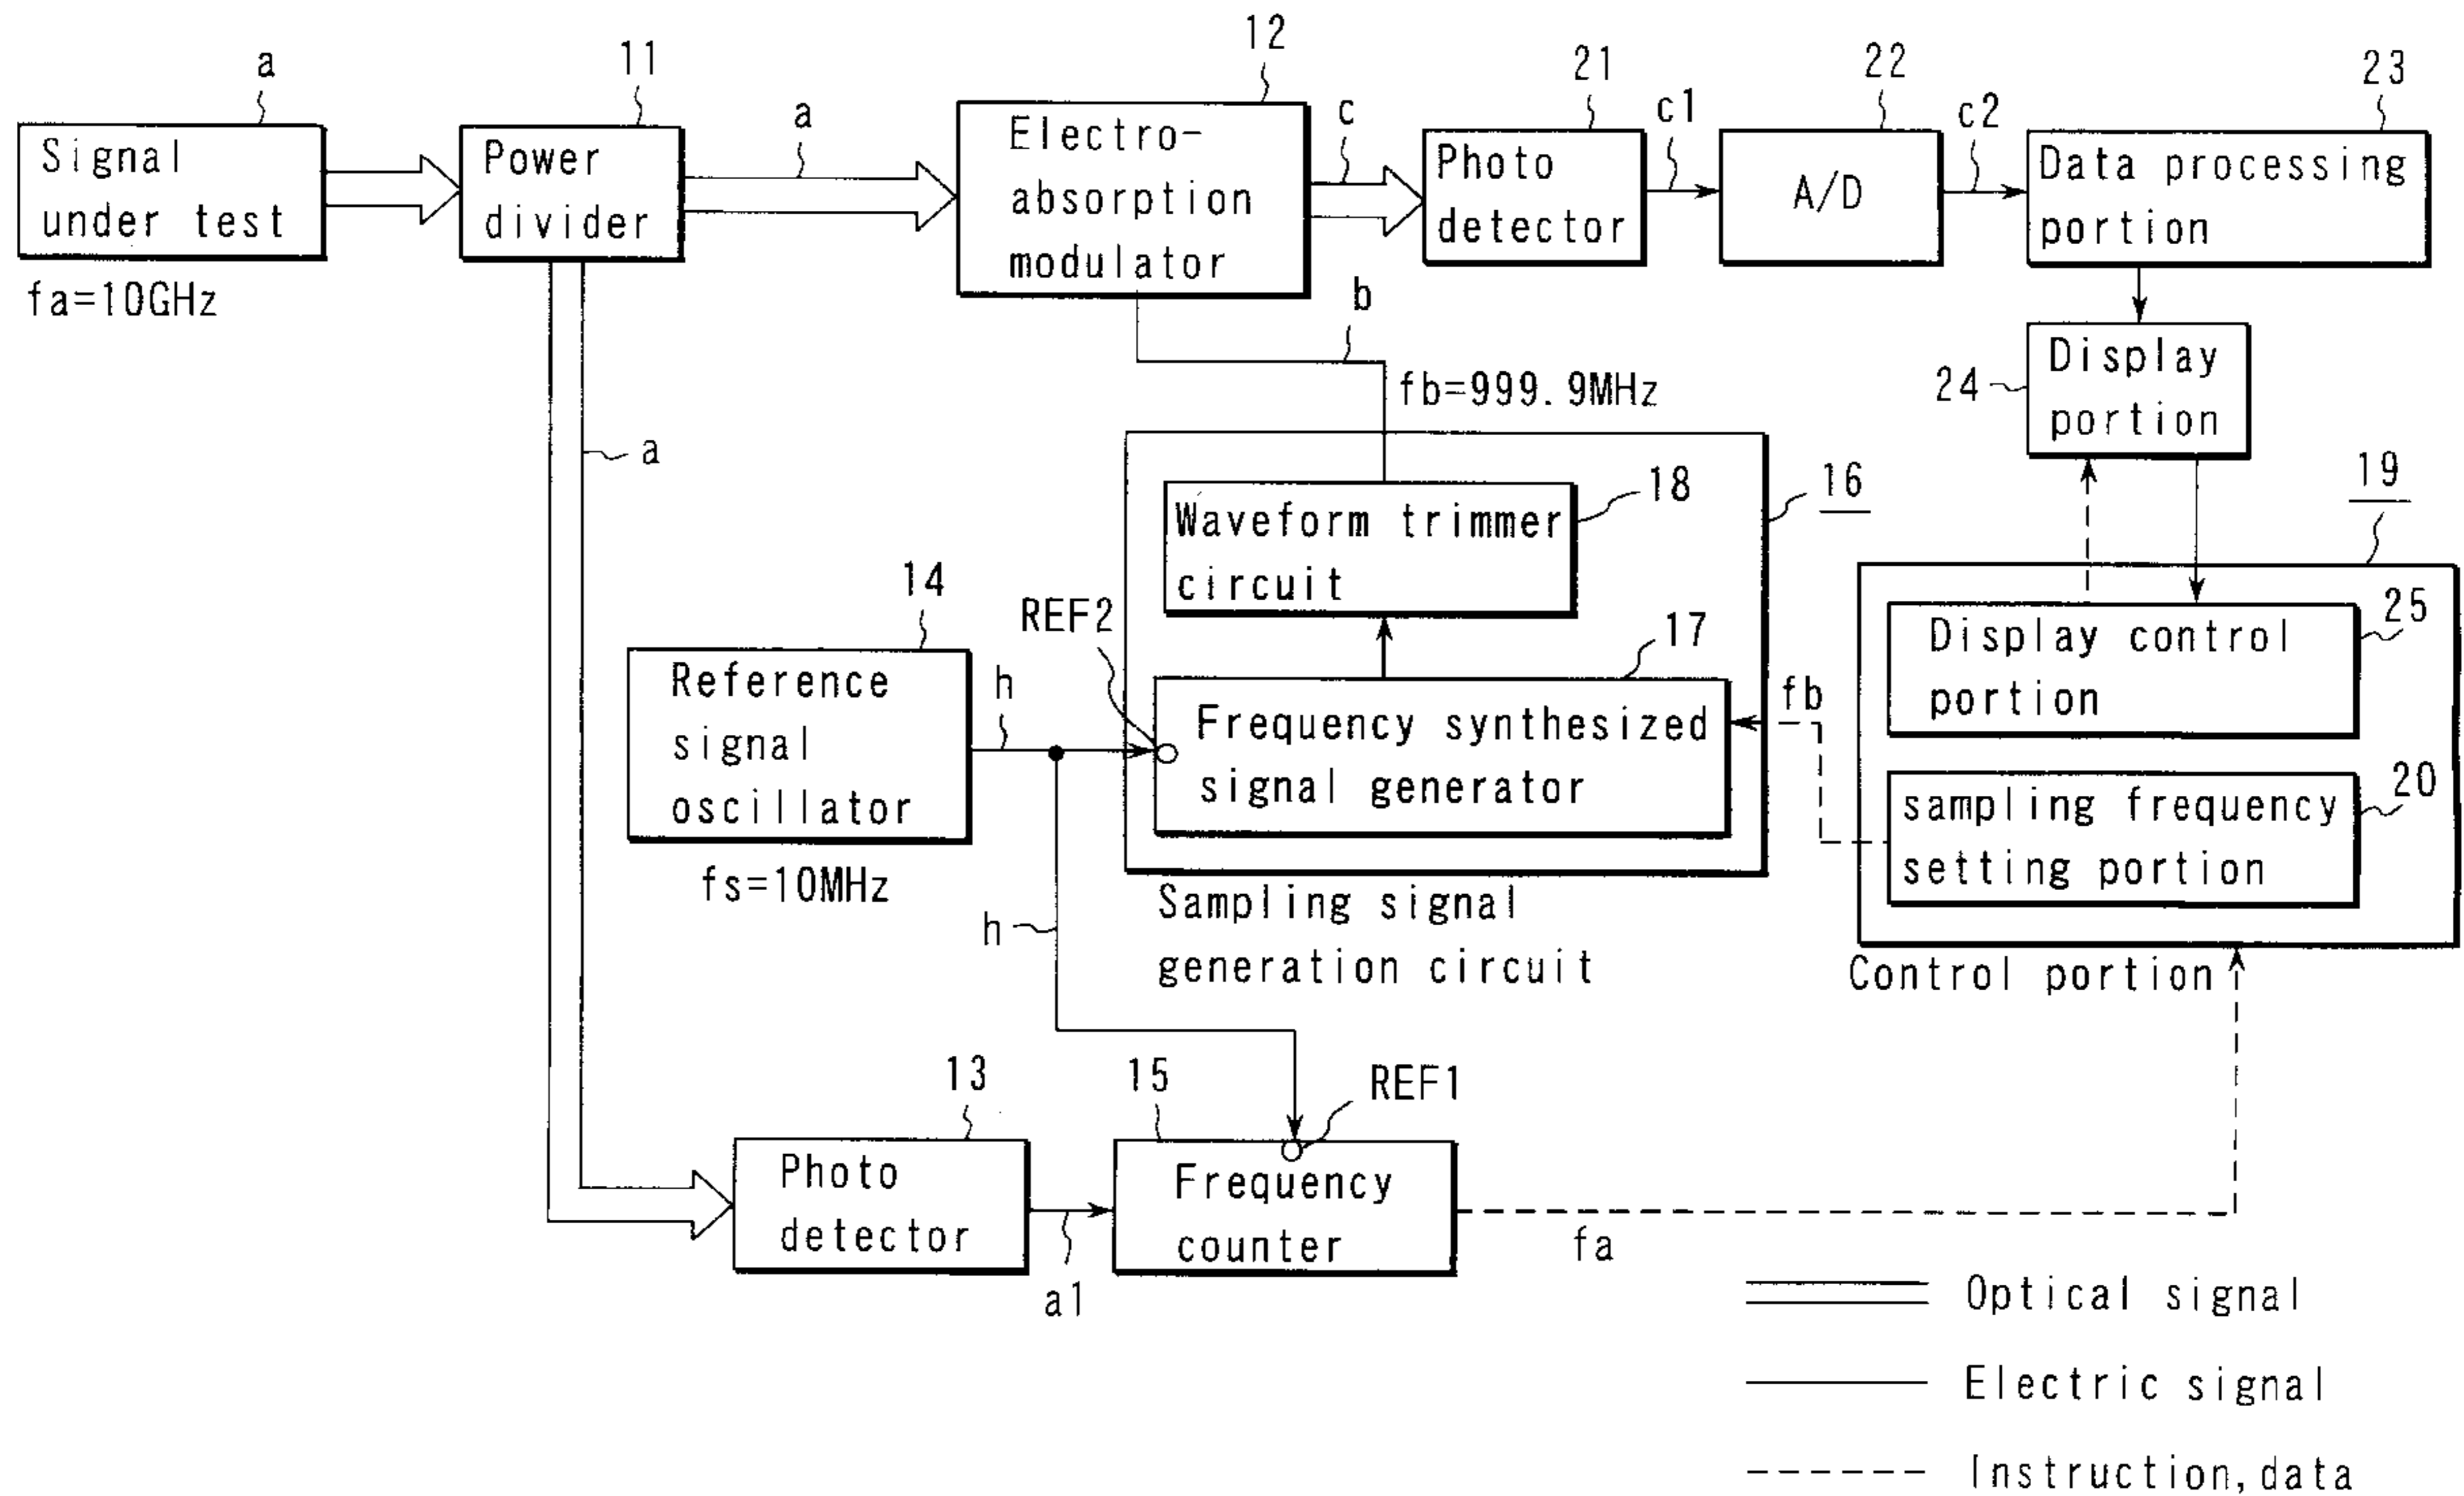 a
11
12
21
22
23
Signal
under test
fa=10GHz
Power
divider
a
Electro-
absorption
modulator
c
Photo
detector
c1
A/D
c2
Data processing
portion
b
fb=999.9MHz
24
Display
portion
a
16
19
18
Waveform trimmer
circuit
14
REF2
17
25
Reference
signal
oscillator
fs=10MHz
h
Frequency synthesized
signal generator
fb
Display control
portion
20
sampling frequency
setting portion
h
Sampling signal
generation circuit
Control portion
13
15
REF1
Photo
detector
a1
Frequency
counter
fa
Optical signal
Electric signal
Instruction,data